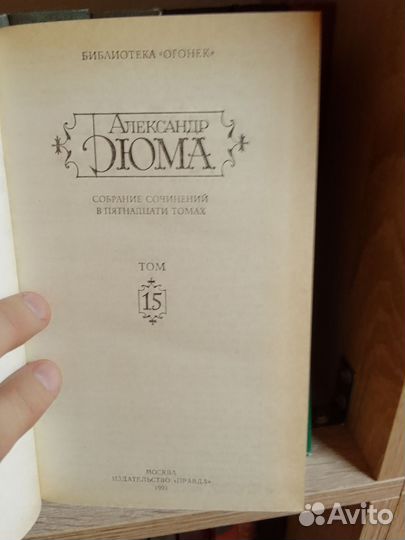 БИБЛИОТЕКА «ОГОНЕК»
АЛЕКСАНДР
ДЮМА
СОБРАНИЕ СОЧИНЕНИЙ
В ПЯТНАДЦАТИ ТОМАХ
ТОМ
15
МОСКВА
ИЗДАТЕЛЬСТВО «ПРАВДА»
Avito